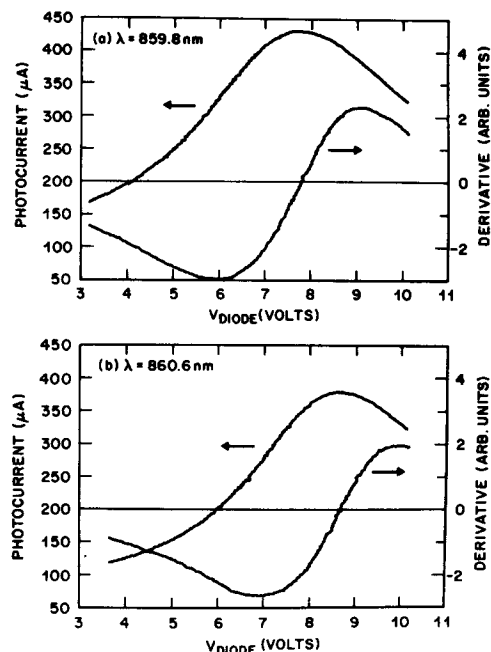 (a) λ = 859.8 nm
PHOTOCURRENT (μA)
450
400
350
300
250
200
150
100
50
4
2
0
-2
DERIVATIVE (ARB. UNITS)
3 4 5 6 7 8 9 10 11
VDIODE (VOLTS)
(b) λ = 860.6 nm
PHOTOCURRENT (μA)
450
400
350
300
250
200
150
100
50
4
2
0
-2
DERIVATIVE (ARB. UNITS)
3 4 5 6 7 8 9 10 11
VDIODE (VOLTS)